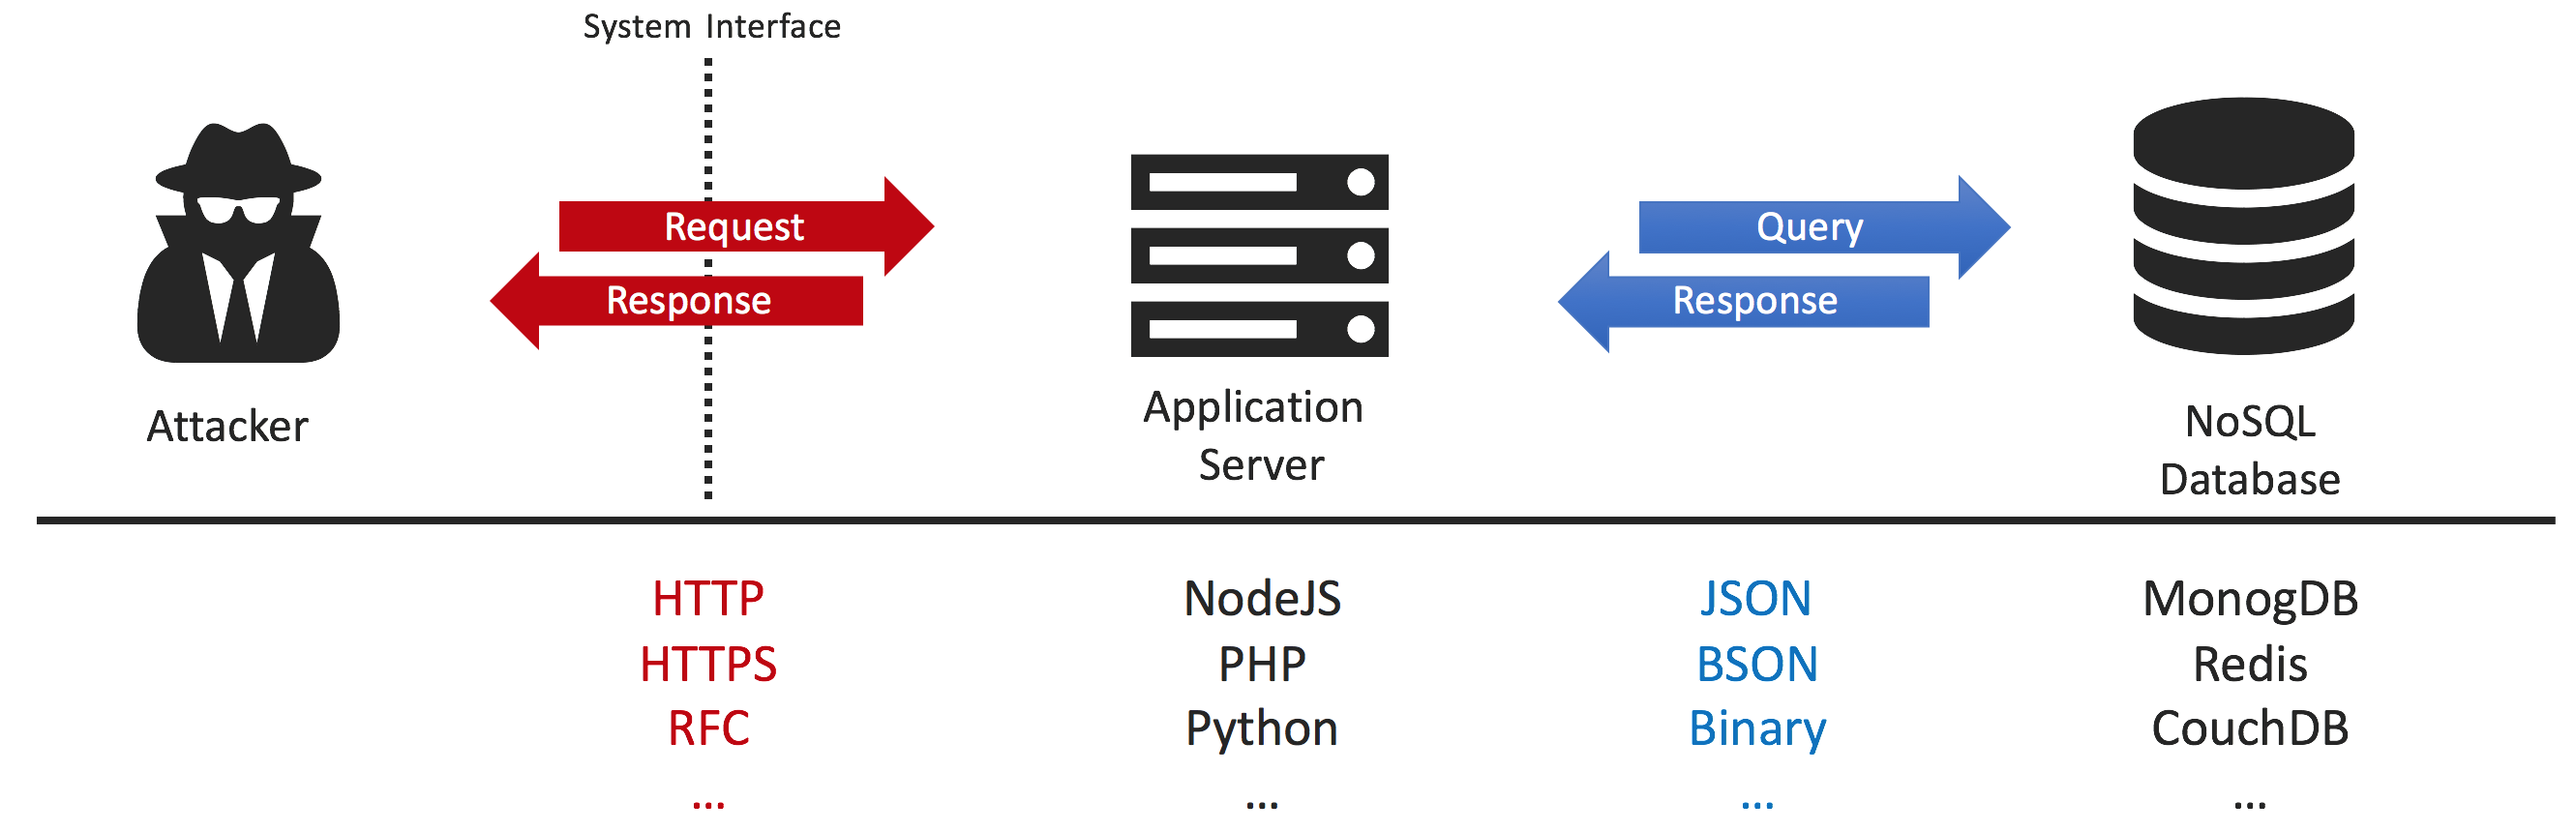 System Interface
Request
Response
Query
Response
Attacker
Application
Server
NoSQL
Database
HTTP
HTTPS
RFC
...
NodeJS
PHP
Python
...
JSON
BSON
Binary
...
MonogDB
Redis
CouchDB
...